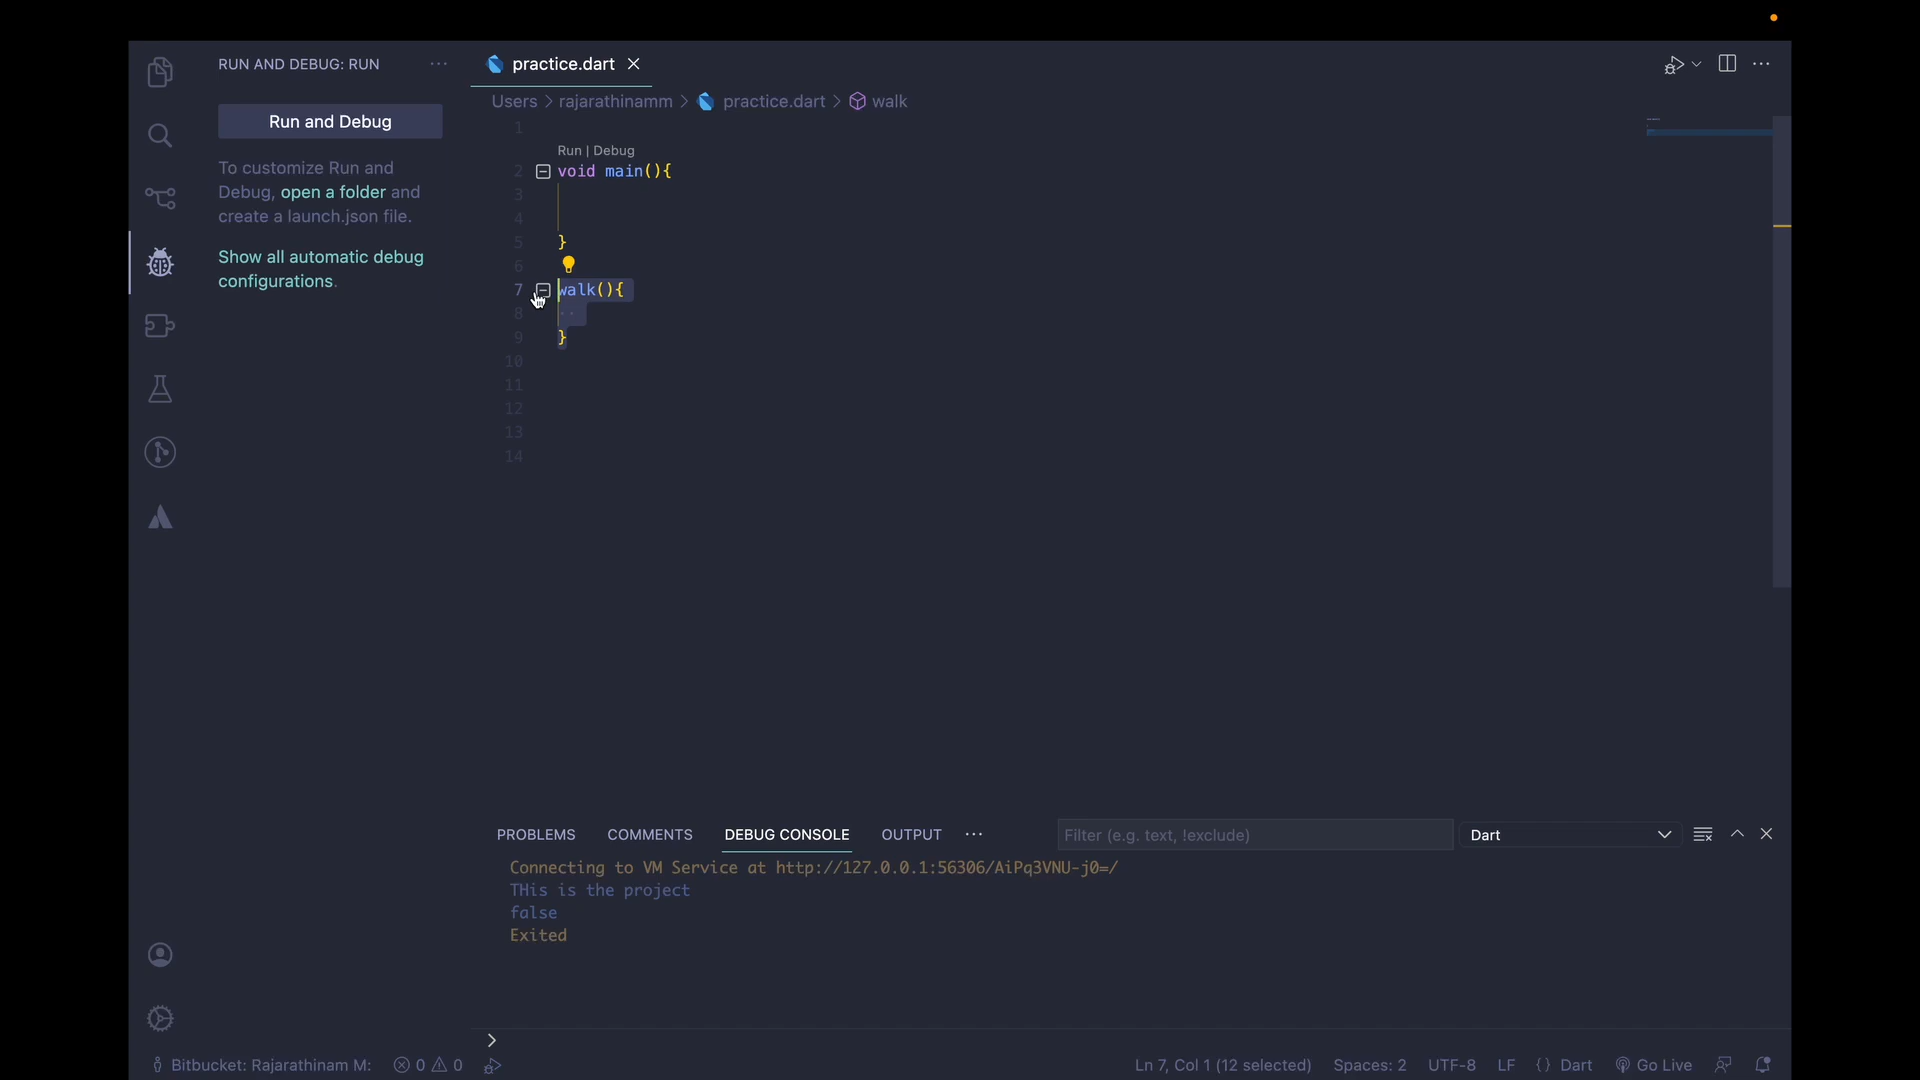 RUN AND DEBUG: RUN
practice.dart
Users > rajarathinamm > practice.dart > walk
Run and Debug
To customize Run and
Debug, open a folder and
create a launch.json file.
Show all automatic debug
configurations.
1
Run | Debug
2 void main(){
3
4
5 }
6
7 walk(){
8 ··
9 }
10
11
12
13
14
PROBLEMS COMMENTS DEBUG CONSOLE OUTPUT ··· Filter (e.g. text, !exclude) Dart
Connecting to VM Service at http://127.0.0.1:56306/AiPq3VNU-j0=/
THis is the project
false
Exited
>
Bitbucket: Rajarathinam M: 0 0 Ln 7, Col 1 (12 selected) Spaces: 2 UTF-8 LF {} Dart Go Live